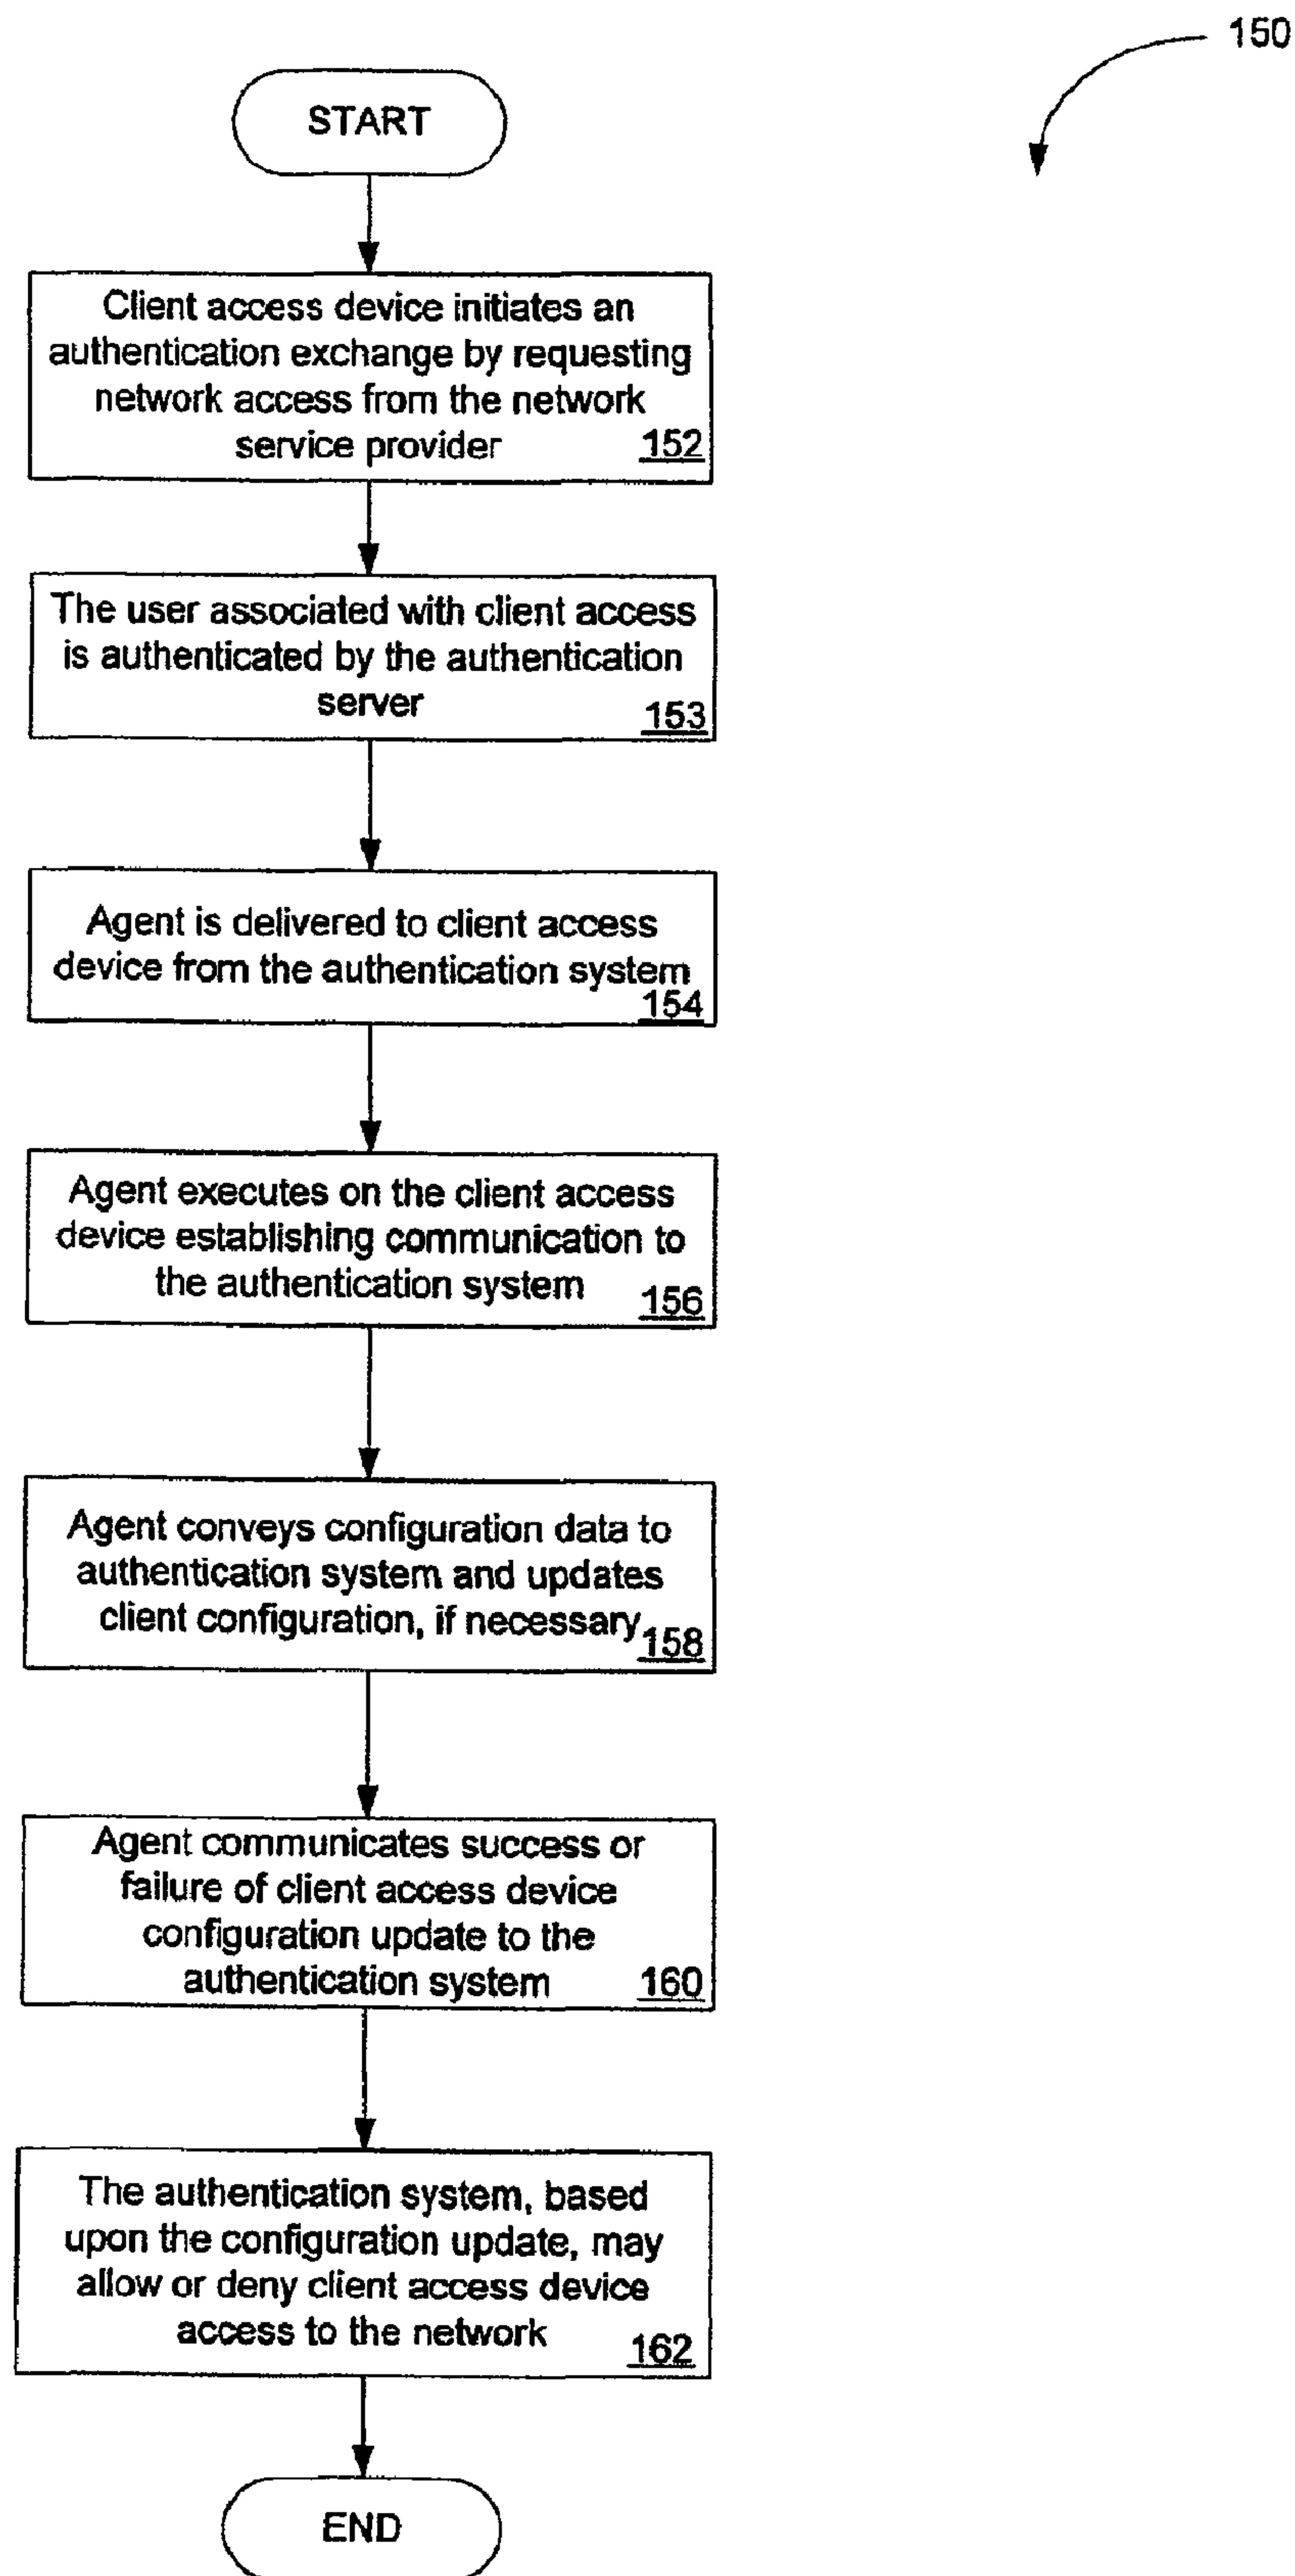 150
START
Client access device initiates an
authentication exchange by requesting
network access from the network
service provider 152
The user associated with client access
is authenticated by the authentication
server 153
Agent is delivered to client access
device from the authentication system
154
Agent executes on the client access
device establishing communication to
the authentication system 156
Agent conveys configuration data to
authentication system and updates
client configuration, if necessary 158
Agent communicates success or
failure of client access device
configuration update to the
authentication system 160
The authentication system, based
upon the configuration update, may
allow or deny client access device
access to the network 162
END